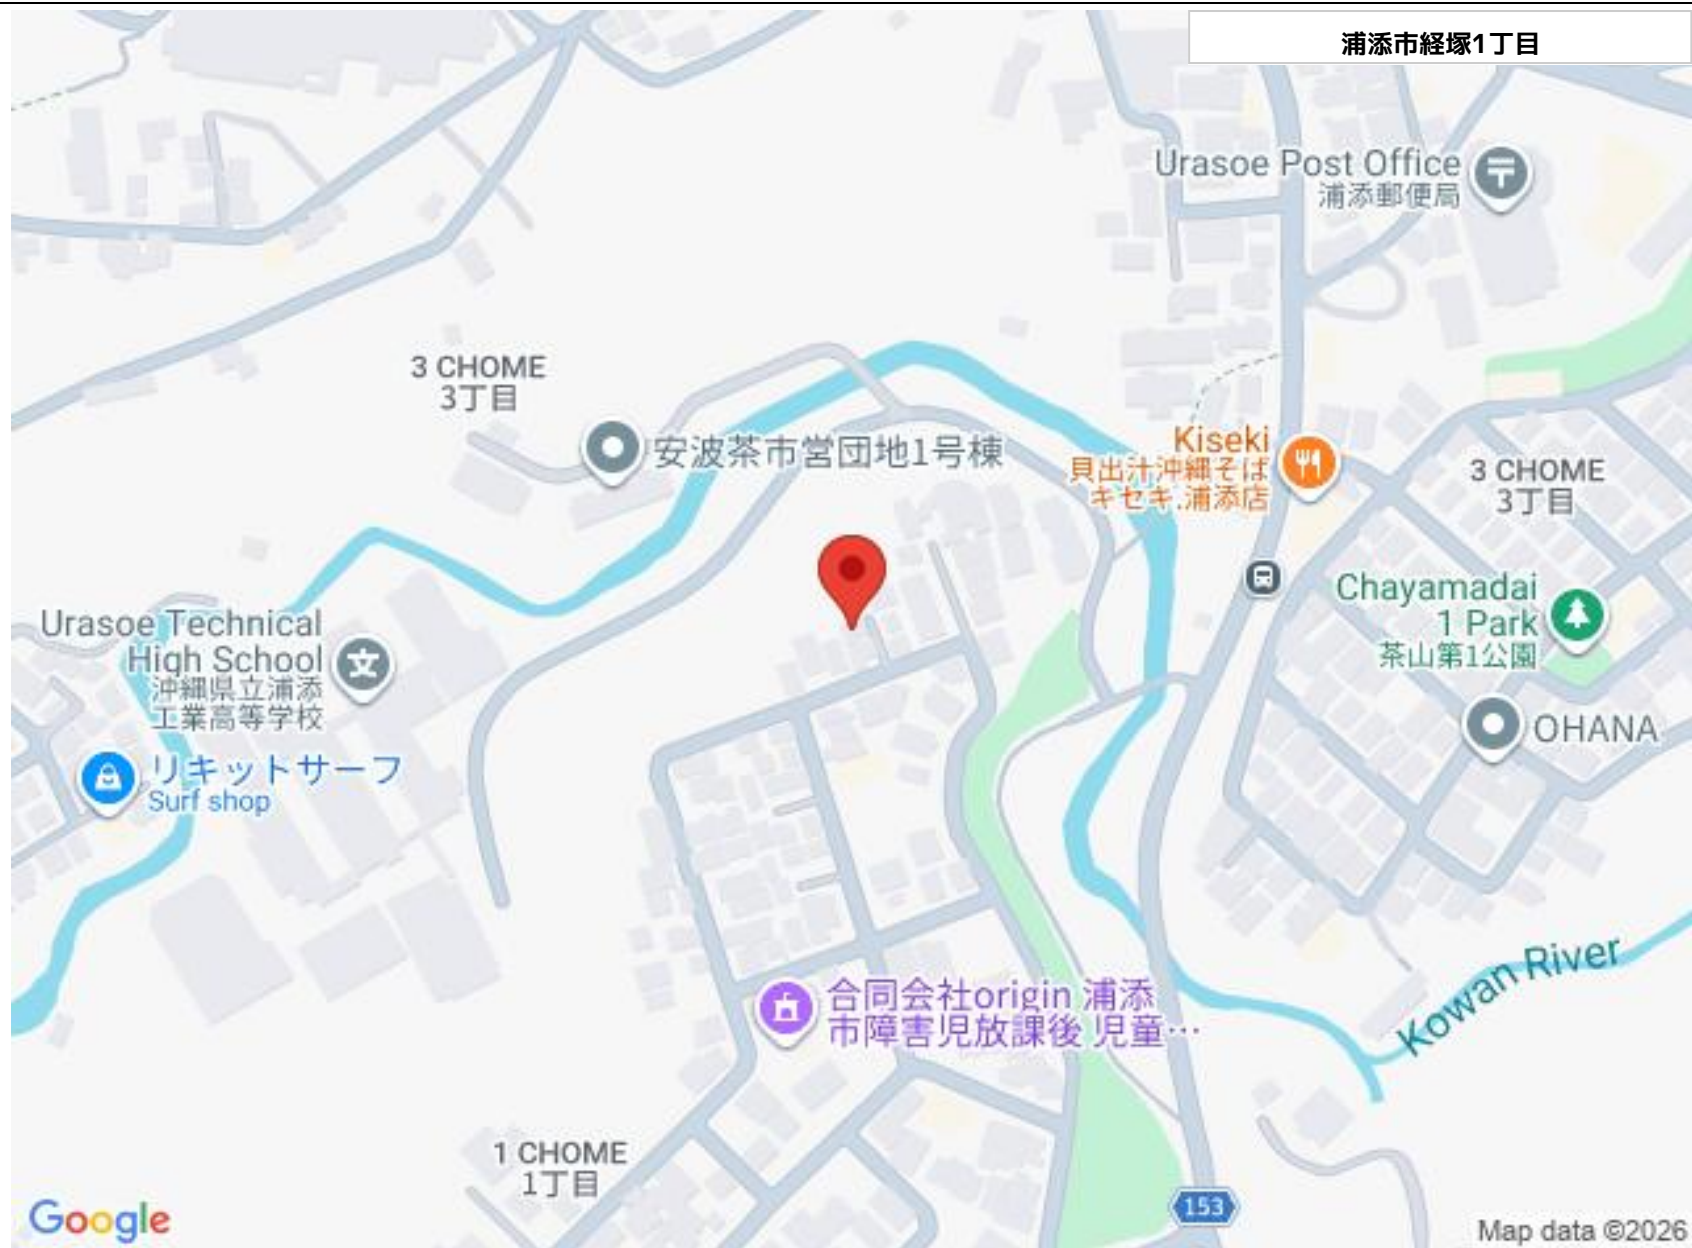 浦添市経塚1丁目
Urasoe Post Office
浦添郵便局
3 CHOME
3丁目
安波茶市営団地1号棟
Kiseki
貝出汁沖縄そば
キセキ.浦添店
3 CHOME
3丁目
Chayamadai
1 Park
茶山第1公園
Urasoe Technical
High School
沖縄県立浦添
工業高等学校
OHANA
リキットサーフ
Surf shop
合同会社origin 浦添
市障害児放課後 児童…
Kowan River
1 CHOME
1丁目
153
Google
Map data ©2026